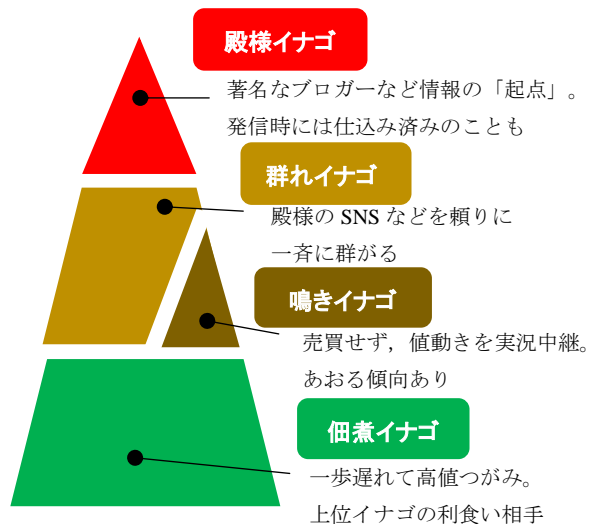 殿様イナゴ
著名なブロガーなど情報の「起点」。
発信時には仕込み済みのことも
群れイナゴ
殿様の SNS などを頼りに
一斉に群がる
鳴きイナゴ
売買せず，値動きを実況中継。
あおる傾向あり
佃煮イナゴ
一歩遅れて高値つがみ。
上位イナゴの利食い相手